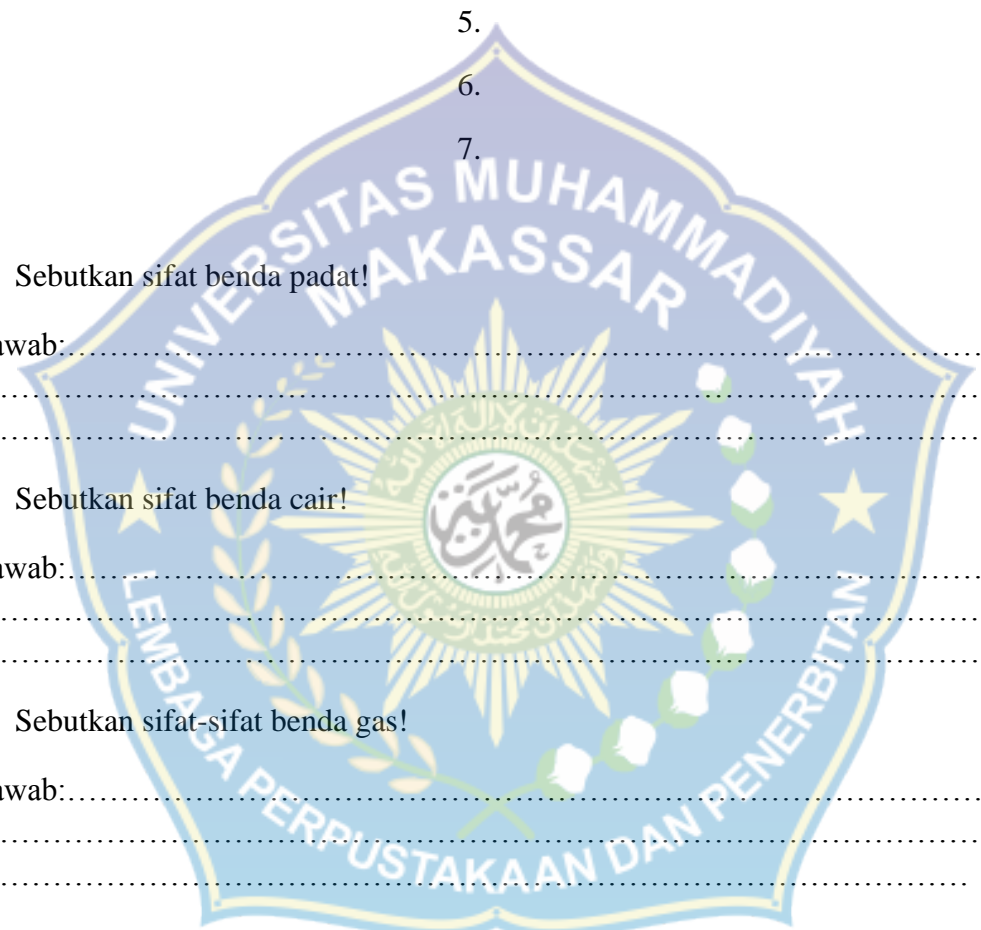 5.
6.
7.
UNIVERSITAS MUHAMMADIYAH
MAKASSAR
Sebutkan sifat benda padat!
awab:……………………………………………………………………………
……………………………………………………………………………………
……………………………………………………………………………………
Sebutkan sifat benda cair!
awab:……………………………………………………………………………
……………………………………………………………………………………
……………………………………………………………………………………
Sebutkan sifat-sifat benda gas!
awab:……………………………………………………………………………
……………………………………………………………………………………
……………………………………………………………………………………
LEMBAGA PERPUSTAKAAN DAN PENERBITAN